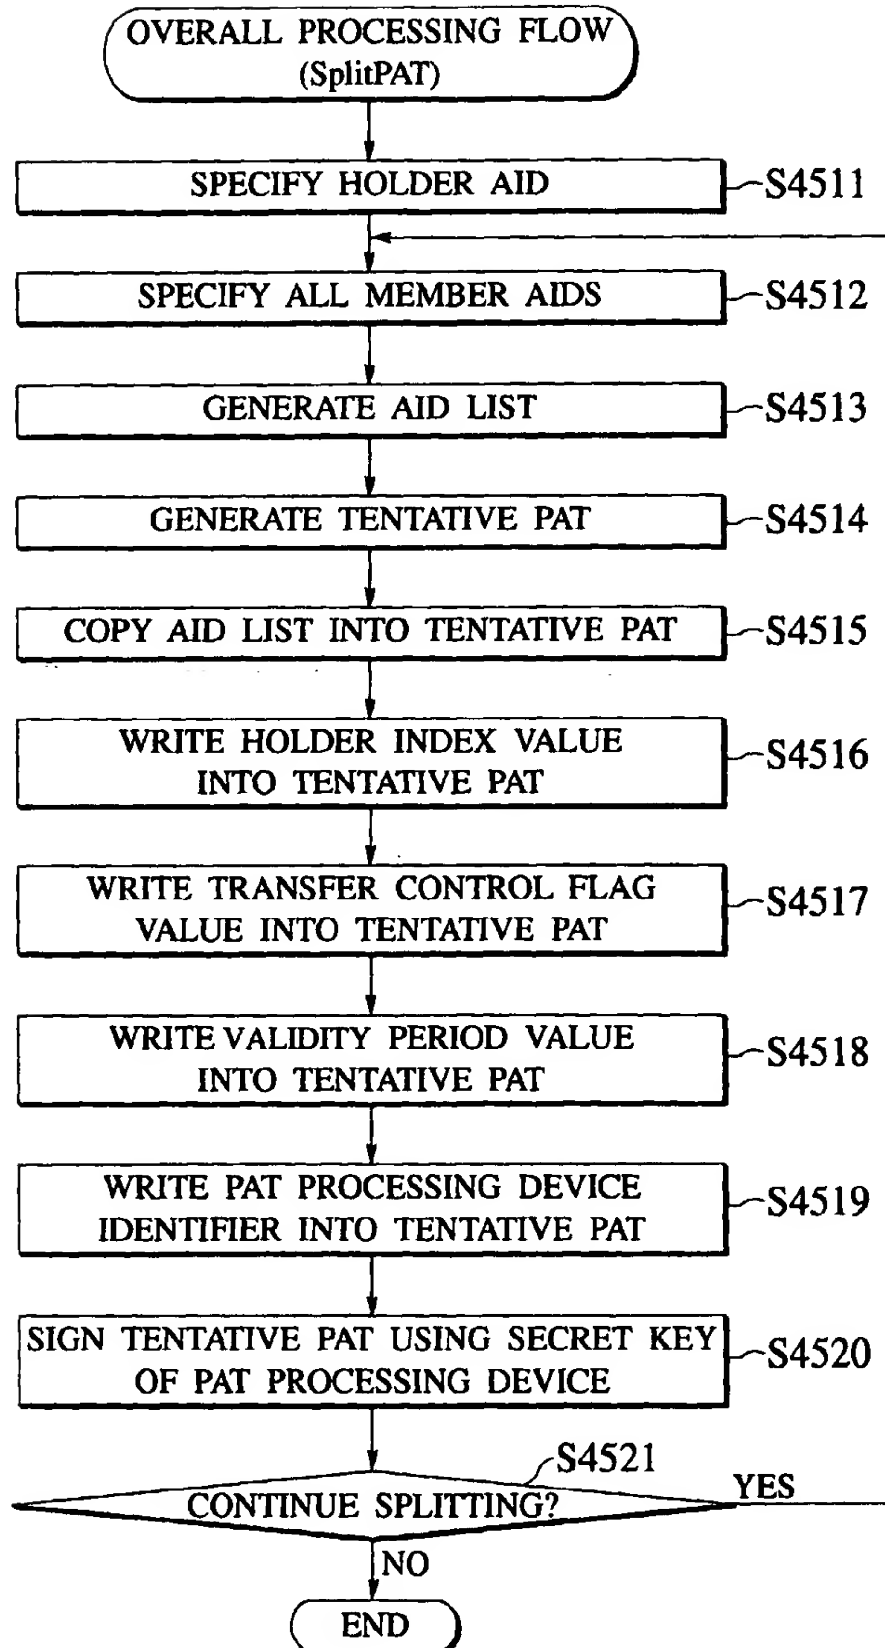 OVERALL PROCESSING FLOW
(SplitPAT)
SPECIFY HOLDER AID
S4511
SPECIFY ALL MEMBER AIDS
S4512
GENERATE AID LIST
S4513
GENERATE TENTATIVE PAT
S4514
COPY AID LIST INTO TENTATIVE PAT
S4515
WRITE HOLDER INDEX VALUE
INTO TENTATIVE PAT
S4516
WRITE TRANSFER CONTROL FLAG
VALUE INTO TENTATIVE PAT
S4517
WRITE VALIDITY PERIOD VALUE
INTO TENTATIVE PAT
S4518
WRITE PAT PROCESSING DEVICE
IDENTIFIER INTO TENTATIVE PAT
S4519
SIGN TENTATIVE PAT USING SECRET KEY
OF PAT PROCESSING DEVICE
S4520
S4521
CONTINUE SPLITTING?
YES
NO
END